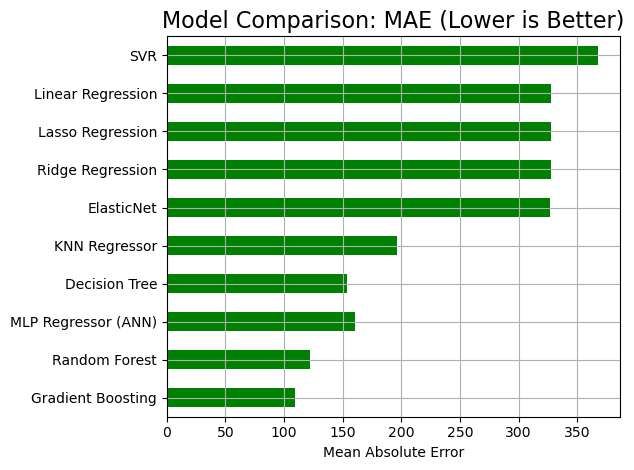 Model Comparison: MAE (Lower is Better)
SVR
Linear Regression
Lasso Regression
Ridge Regression
ElasticNet
KNN Regressor
Decision Tree
MLP Regressor (ANN)
Random Forest
Gradient Boosting
0 50 100 150 200 250 300 350
Mean Absolute Error